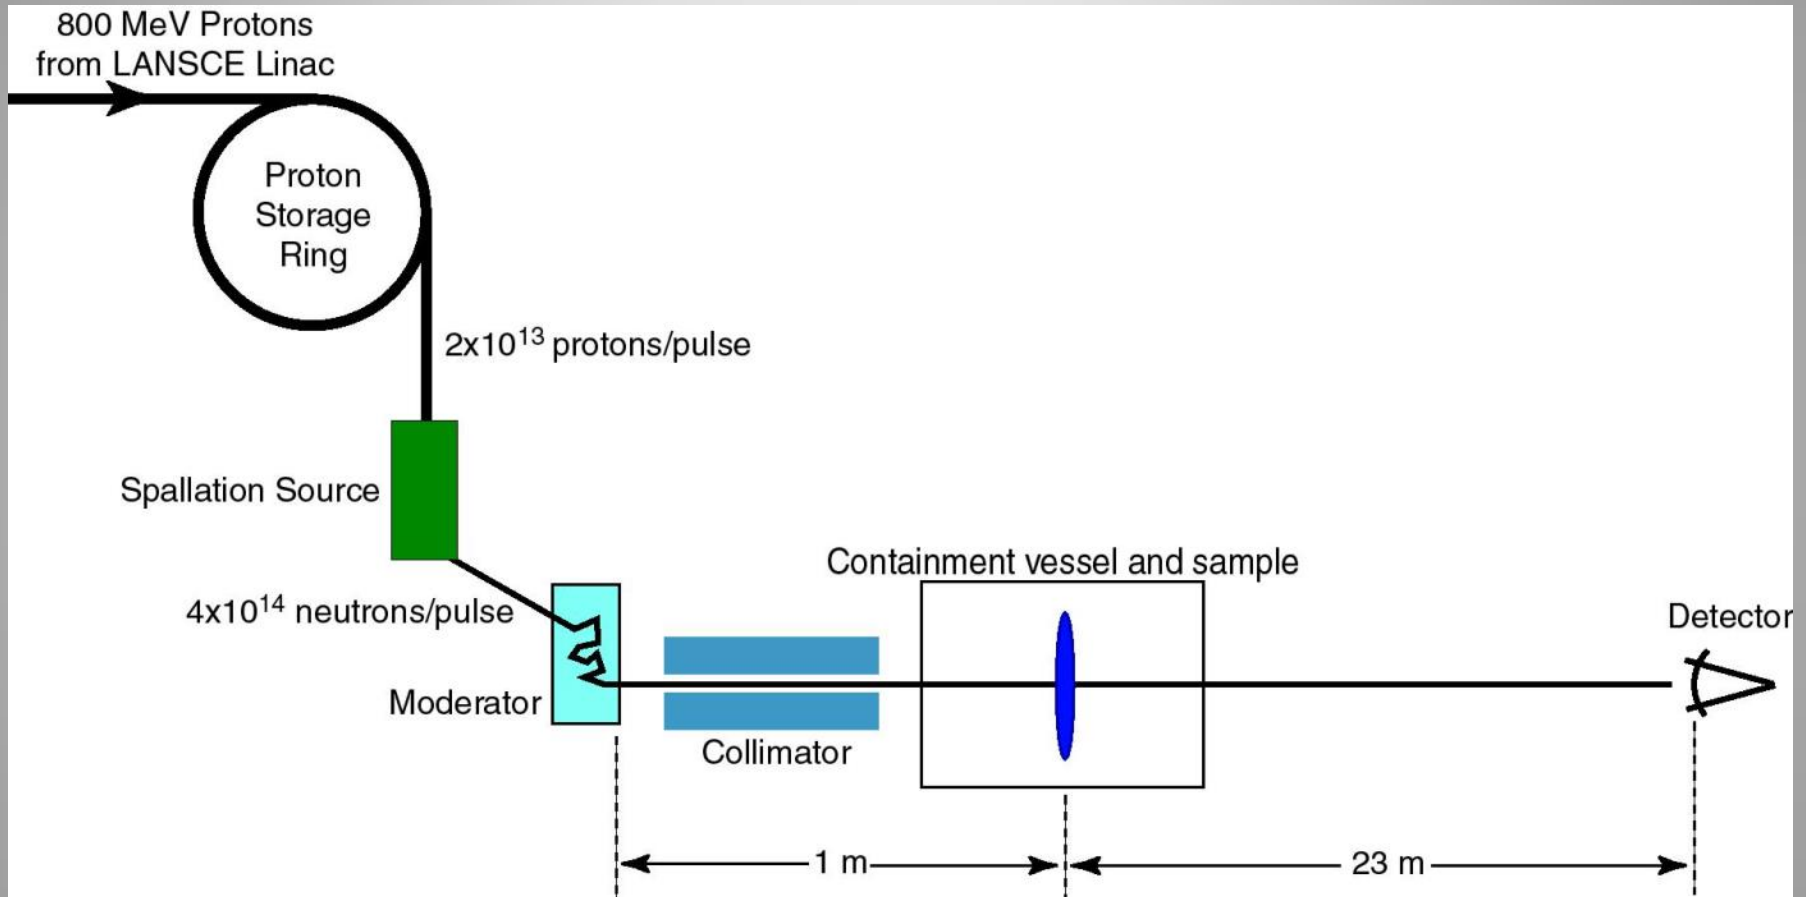 800 MeV Protons
from LANSCE Linac
Proton
Storage
Ring
2x10¹³ protons/pulse
Spallation Source
4x10¹⁴ neutrons/pulse
Moderator
Collimator
Containment vessel and sample
Detector
1 m
23 m